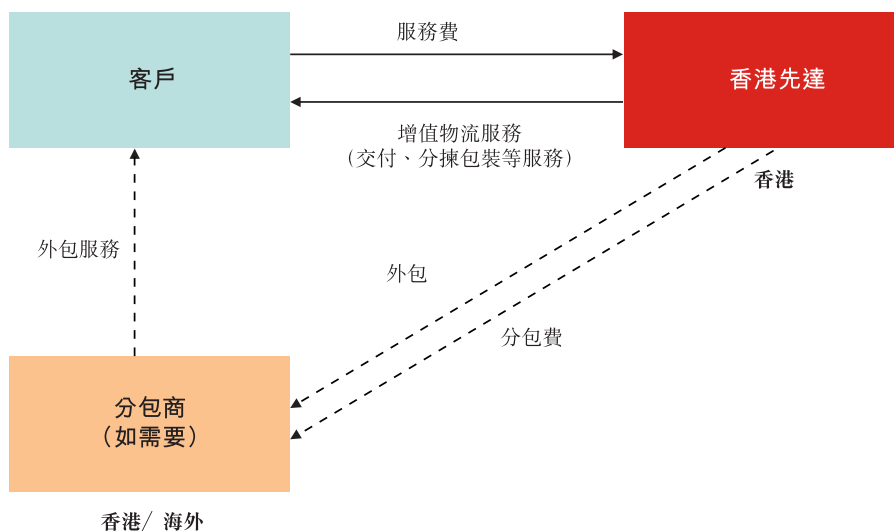 服務費
客戶
香港先達
增值物流服務
（交付、分揀包裝等服務）
香港
外包服務
外包
分包費
分包商
（如需要）
香港/ 海外